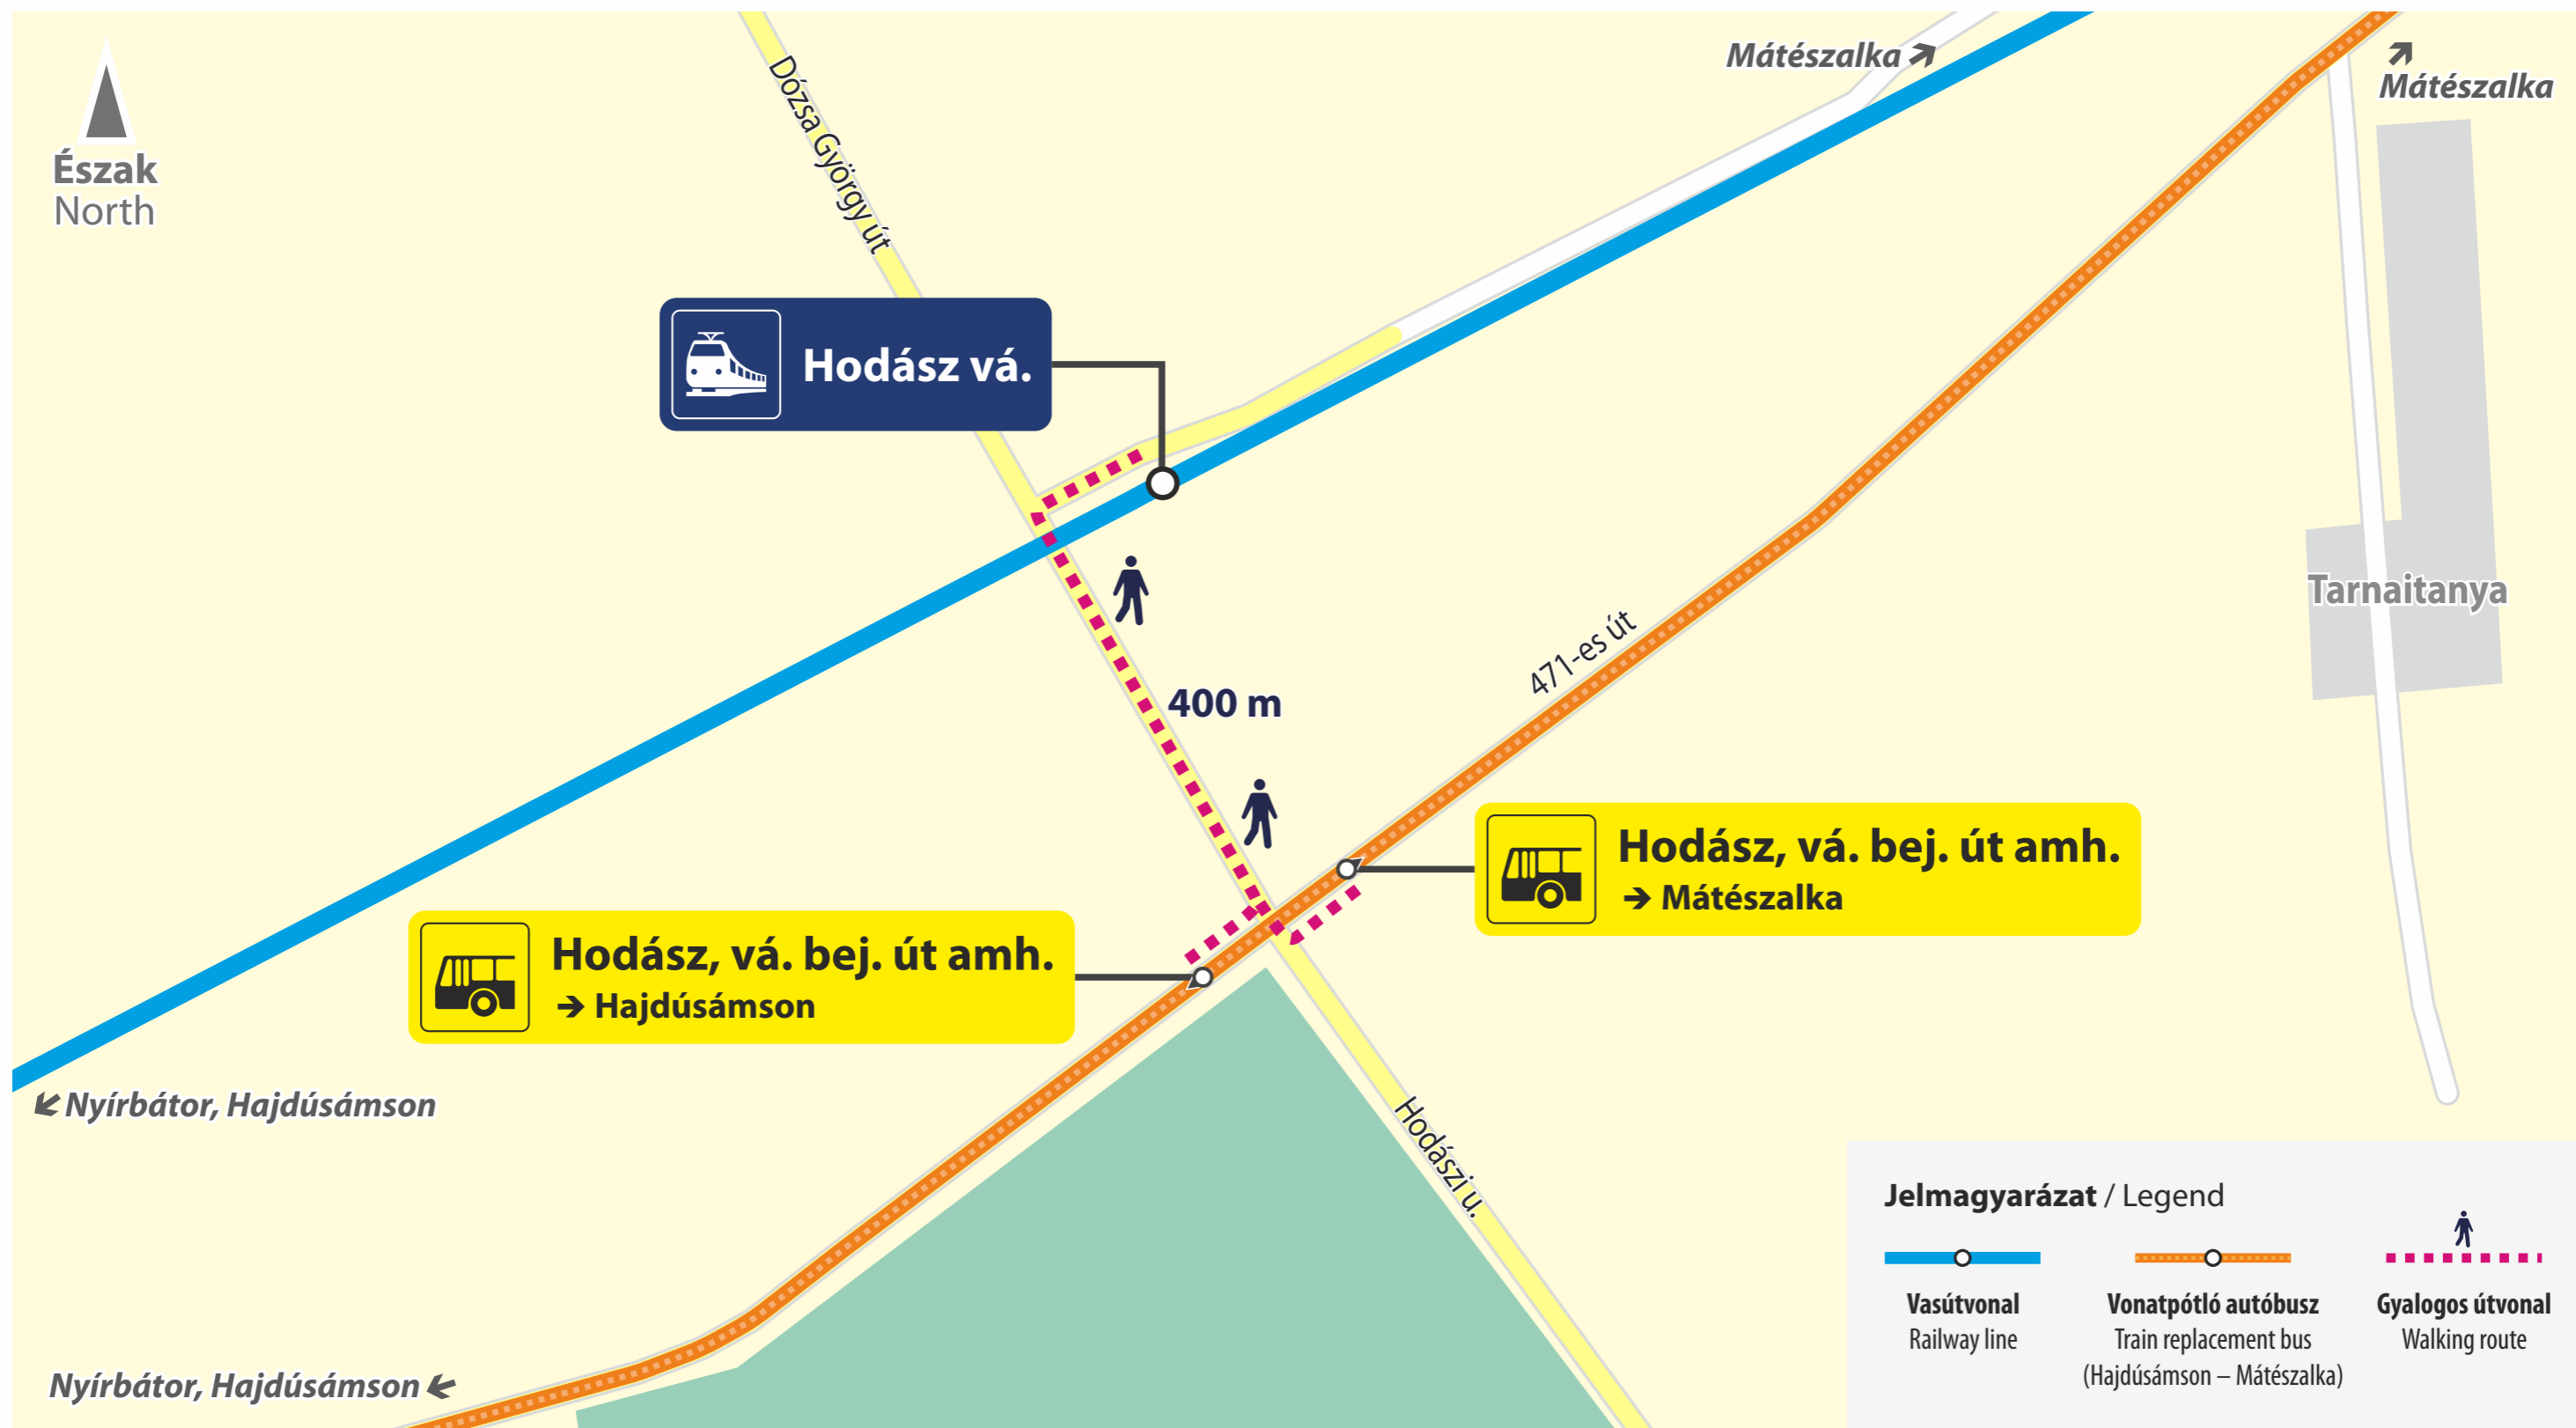 Észak
North
Dózsa György út
Mátészalka
Mátészalka
Hodász vá.
400 m
471-es út
Tarnaitanya
Hodász, vá. bej. út amh.
→ Mátészalka
Hodász, vá. bej. út amh.
→ Hajdúsámson
Nyírbátor, Hajdúsámson
Hodászi u.
Nyírbátor, Hajdúsámson
Jelmagyarázat / Legend
Vasútvonal
Railway line
Vonatpótló autóbusz
Train replacement bus
(Hajdúsámson – Mátészalka)
Gyalogos útvonal
Walking route